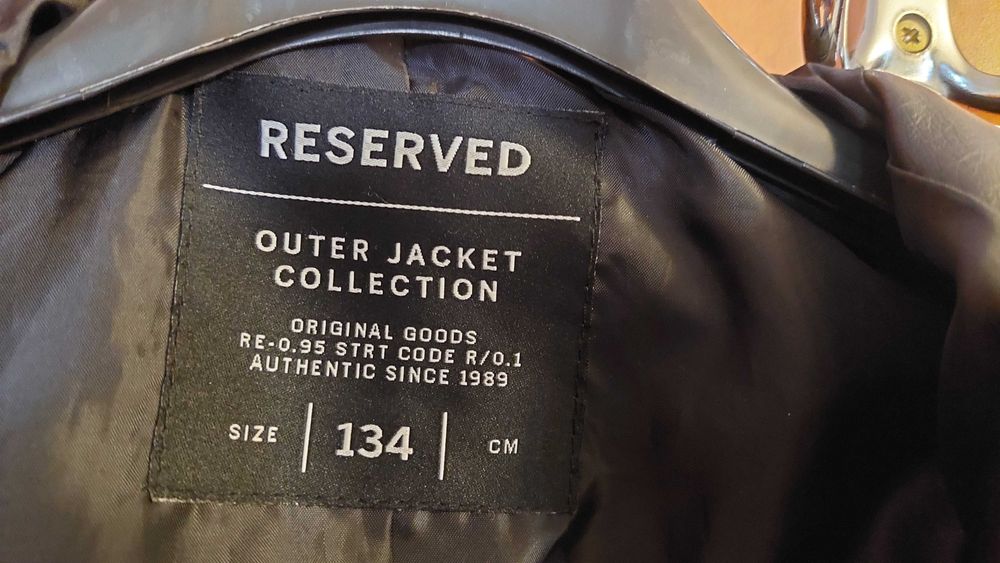 RESERVED
OUTER JACKET
COLLECTION
ORIGINAL GOODS
RE-0.95 STRT CODE R/0.1
AUTHENTIC SINCE 1989
SIZE | 134 | CM